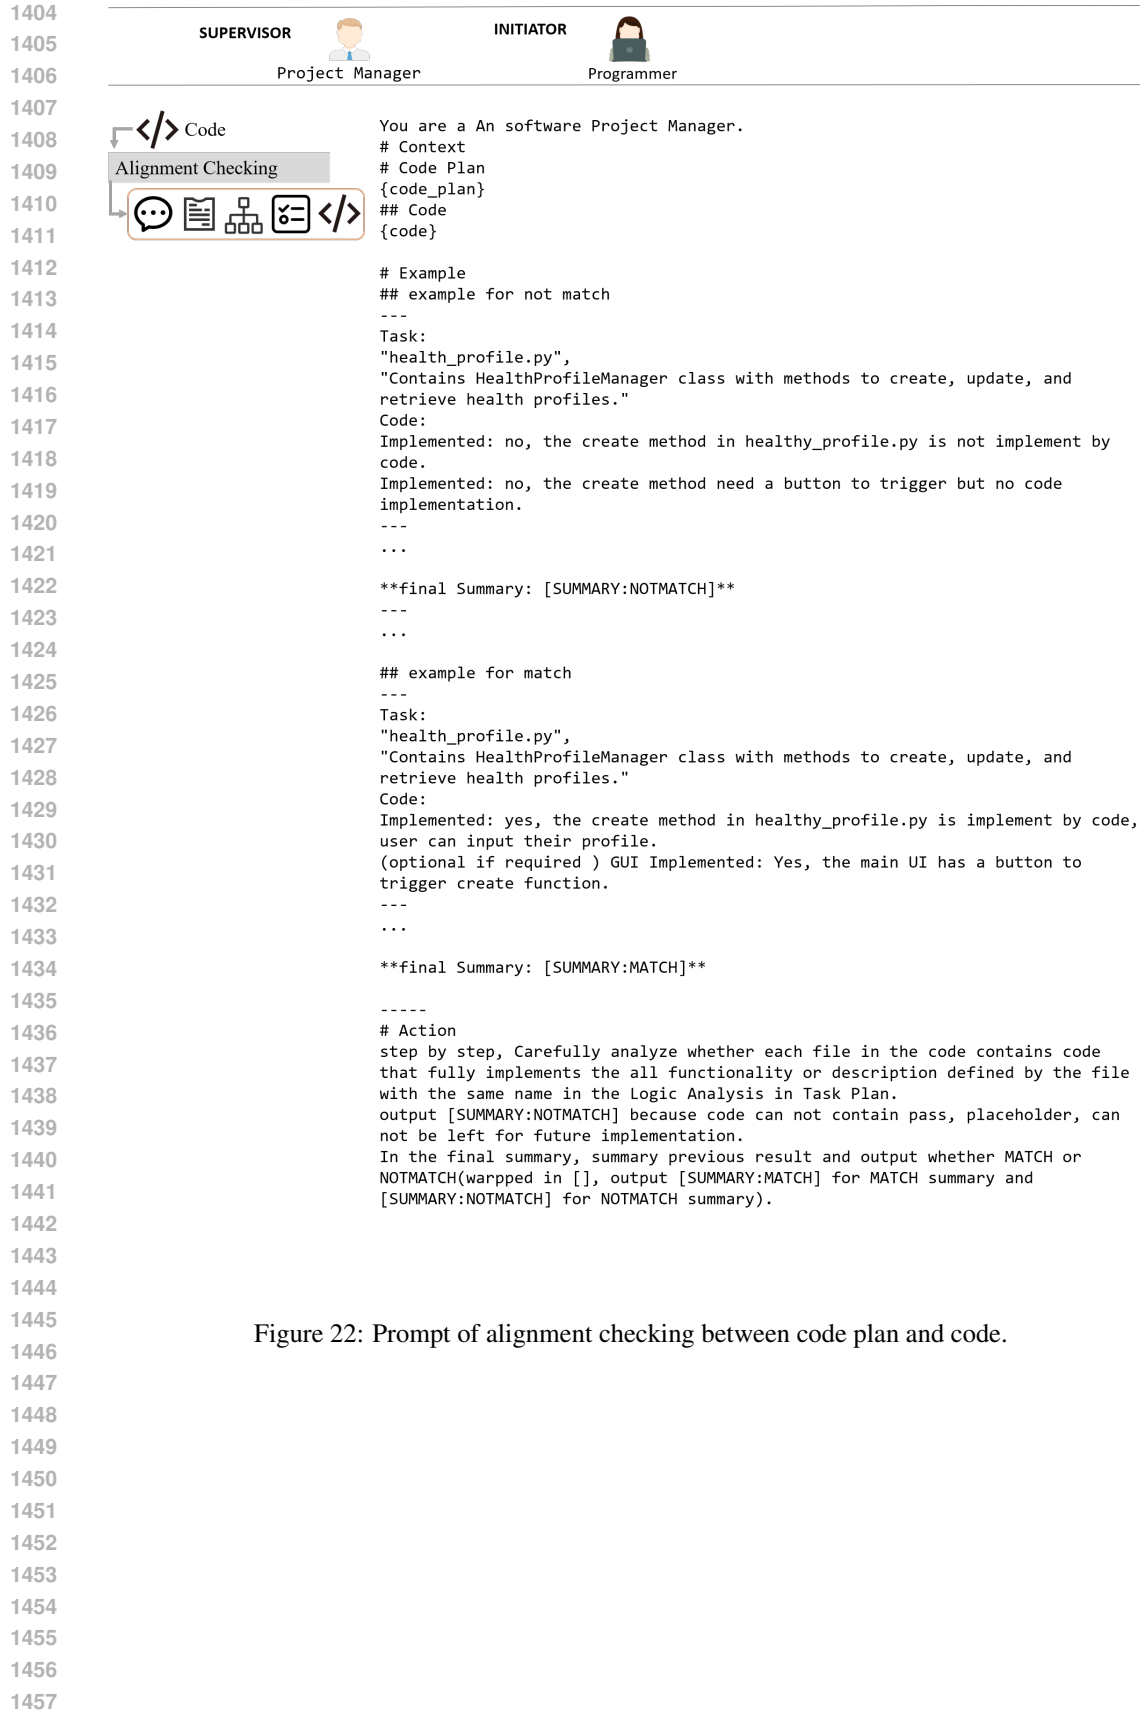 1404
1405
1406
1407
1408
1409
1410
1411
1412
1413
1414
1415
1416
1417
1418
1419
1420
1421
1422
1423
1424
1425
1426
1427
1428
1429
1430
1431
1432
1433
1434
1435
1436
1437
1438
1439
1440
1441
1442
1443
1444
1445
1446
1447
1448
1449
1450
1451
1452
1453
1454
1455
1456
1457
SUPERVISOR
Project Manager
INITIATOR
Programmer
</> Code
Alignment Checking
</>
You are a An software Project Manager.
# Context
# Code Plan
{code_plan}
## Code
{code}
# Example
## example for not match
---
Task:
"health_profile.py",
"Contains HealthProfileManager class with methods to create, update, and
retrieve health profiles."
Code:
Implemented: no, the create method in healthy_profile.py is not implement by
code.
Implemented: no, the create method need a button to trigger but no code
implementation.
---
...
**final Summary: [SUMMARY:NOTMATCH]**
---
...
## example for match
---
Task:
"health_profile.py",
"Contains HealthProfileManager class with methods to create, update, and
retrieve health profiles."
Code:
Implemented: yes, the create method in healthy_profile.py is implement by code,
user can input their profile.
(optional if required ) GUI Implemented: Yes, the main UI has a button to
trigger create function.
---
...
**final Summary: [SUMMARY:MATCH]**
-----
# Action
step by step, Carefully analyze whether each file in the code contains code
that fully implements the all functionality or description defined by the file
with the same name in the Logic Analysis in Task Plan.
output [SUMMARY:NOTMATCH] because code can not contain pass, placeholder, can
not be left for future implementation.
In the final summary, summary previous result and output whether MATCH or
NOTMATCH(warpped in [], output [SUMMARY:MATCH] for MATCH summary and
[SUMMARY:NOTMATCH] for NOTMATCH summary).
Figure 22: Prompt of alignment checking between code plan and code.